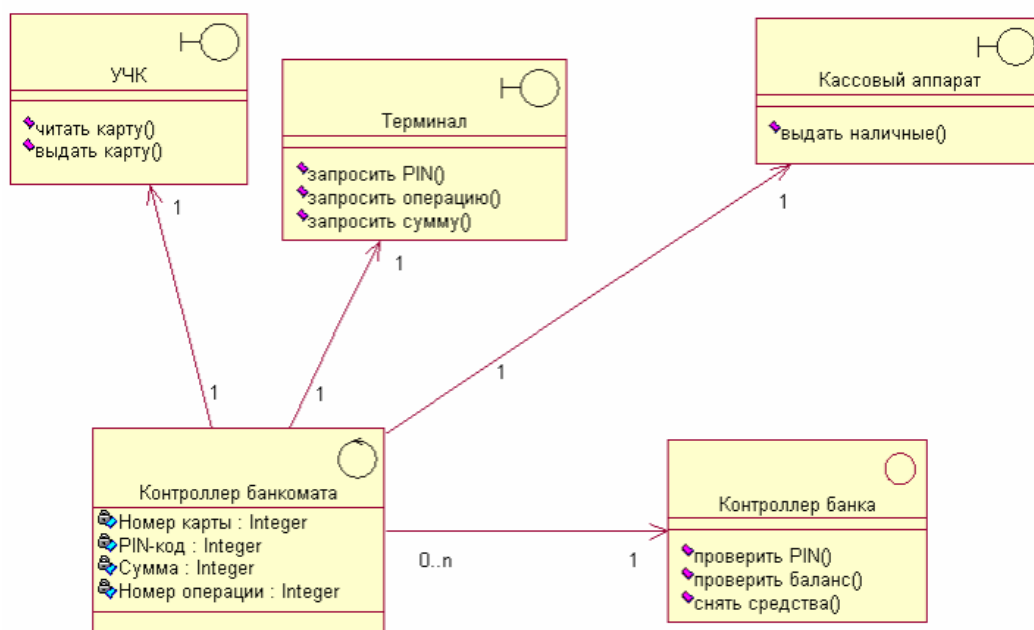 УЧК
читать карту()
выдать карту()
Терминал
запросить PIN()
запросить операцию()
запросить сумму()
Кассовый аппарат
выдать наличные()
1
1
1
1
1
1
Контроллер банкомата
Номер карты : Integer
PIN-код : Integer
Сумма : Integer
Номер операции : Integer
0..n
1
Контроллер банка
проверить PIN()
проверить баланс()
снять средства()